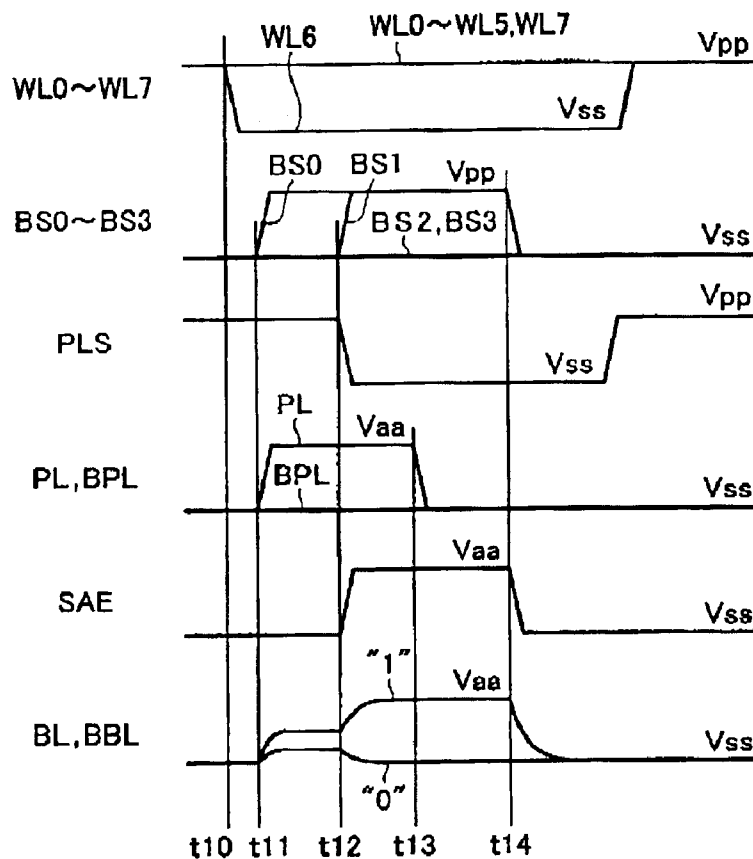 WL6
WL0~WL5,WL7
Vpp
WL0~WL7
Vss
BS0
BS1
Vpp
BS0~BS3
BS2,BS3
Vss
Vpp
PLS
Vss
PL
Vaa
PL,BPL
BPL
Vss
Vaa
SAE
Vss
"1"
Vaa
BL,BBL
Vss
"0"
t10 t11 t12 t13 t14